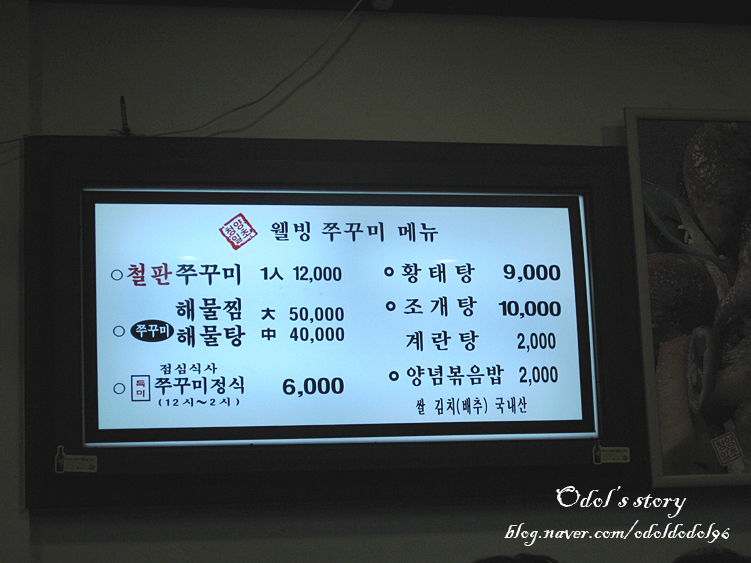 웰빙 쭈꾸미 메뉴
철판쭈꾸미 1人 12,000
해물찜 大 50,000
쭈꾸미 해물탕 中 40,000
점심식사
특미 쭈꾸미정식 6,000
(12시~2시)
황태탕 9,000
조개탕 10,000
계란탕 2,000
양념볶음밥 2,000
쌀 김치(배추) 국내산
Odol's story
blog.naver.com/odoldodol96